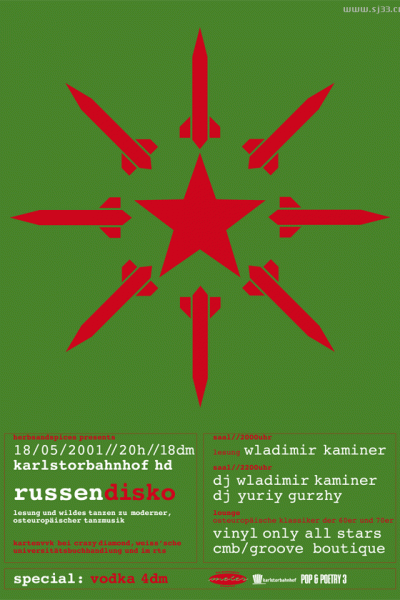 www.sj33.c
herbsandspices presents
18/05/2001//20h//18dm
karlstorbahnhof hd
russendisko
lesung und wildes tanzen zu moderner,
osteuropäischer tanzmusik
kartenvvk bei crazy diamond, weiss'sche
universitätsbuchhandlung und im rts
saal//2000uhr
lesung wladimir kaminer
saal//2300uhr
dj wladimir kaminer
dj yuriy gurzhy
lounge
osteuropäische klassiker der 60er und 70er
vinyl only all stars
cmb/groove boutique
special: vodka 4dm
karlstorbahnhof
POP & POETRY 3